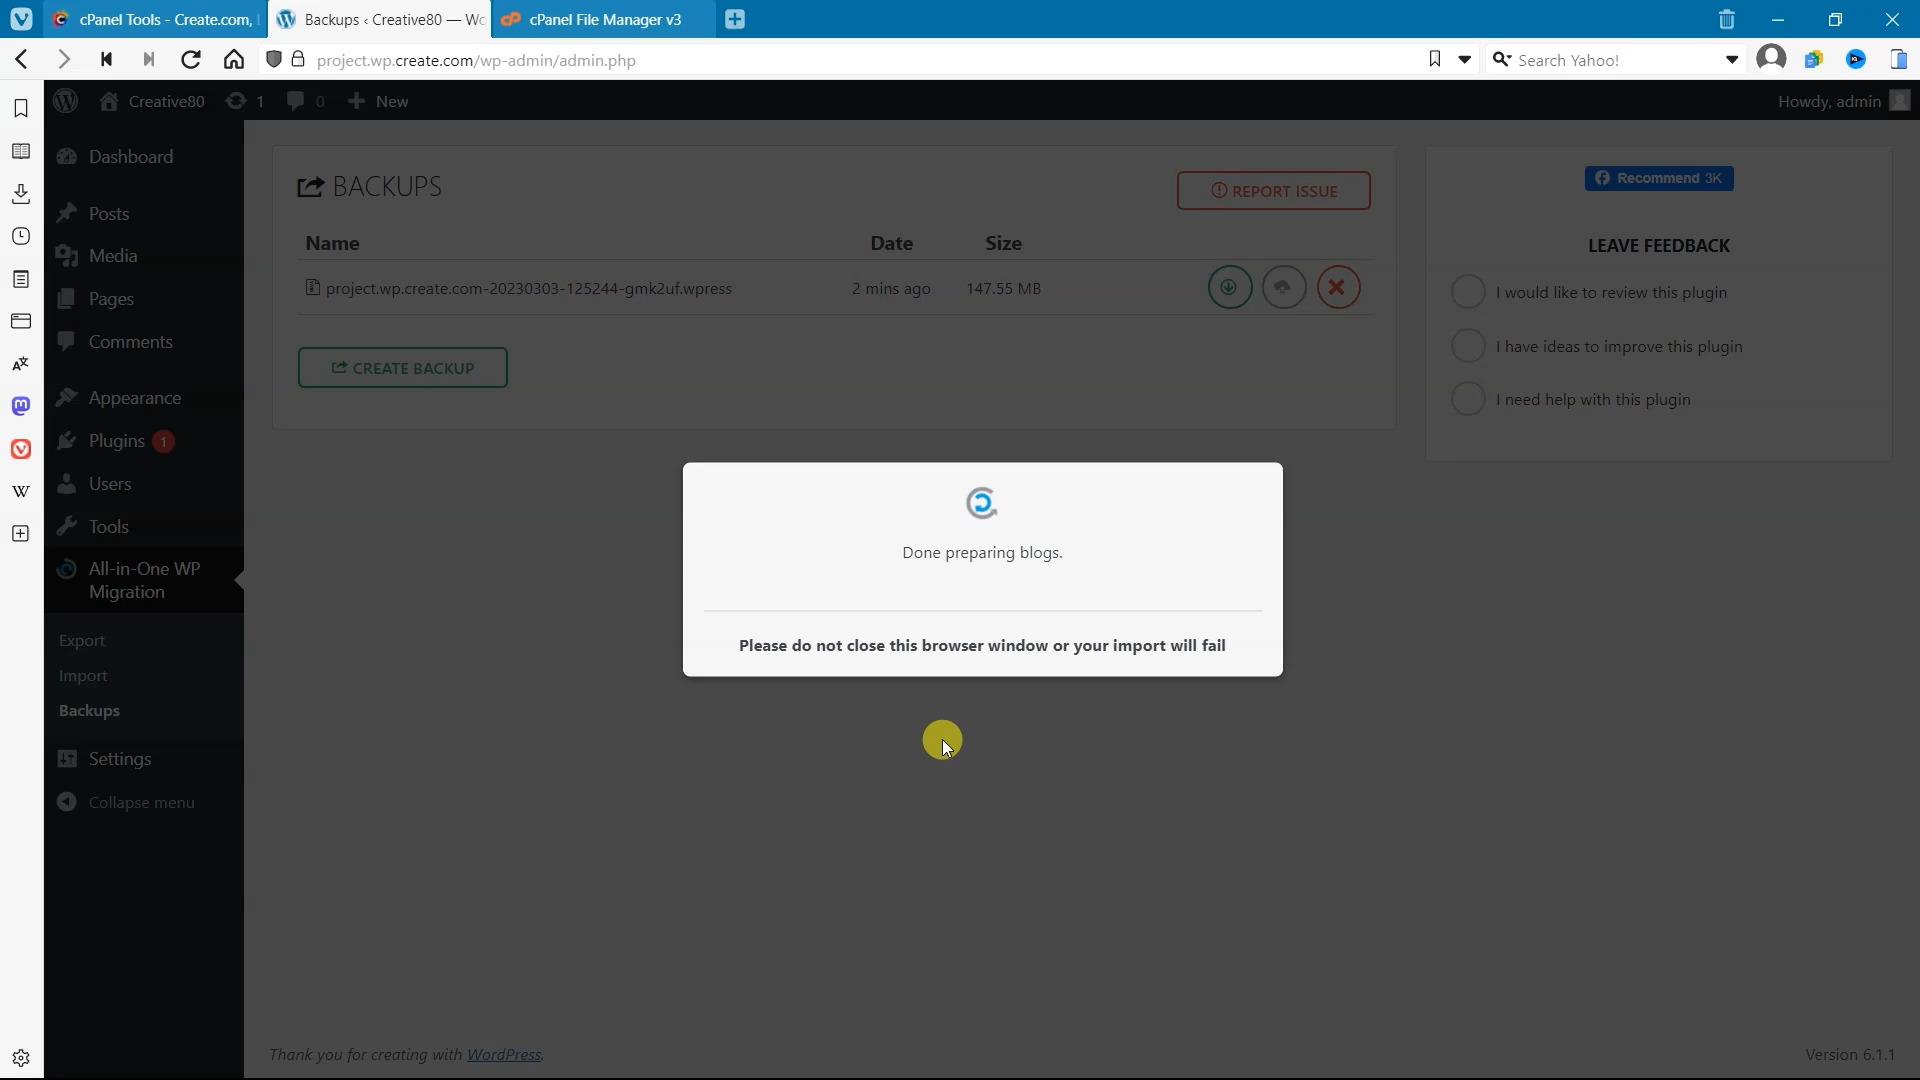 cPanel Tools - Create.com,
Backups ‹ Creative80 — Wo
cPanel File Manager v3
project.wp.create.com/wp-admin/admin.php
Search Yahoo!
Creative80
1
0
New
Howdy, admin
Dashboard
Posts
Media
Pages
Comments
Appearance
Plugins 1
Users
Tools
All-in-One WP
Migration
Export
Import
Backups
Settings
Collapse menu
BACKUPS
REPORT ISSUE
Name Date Size
project.wp.create.com-20230303-125244-gmk2uf.wpress 2 mins ago 147.55 MB
CREATE BACKUP
Recommend 3K
LEAVE FEEDBACK
I would like to review this plugin
I have ideas to improve this plugin
I need help with this plugin
Done preparing blogs.
Please do not close this browser window or your import will fail
Thank you for creating with WordPress.
Version 6.1.1